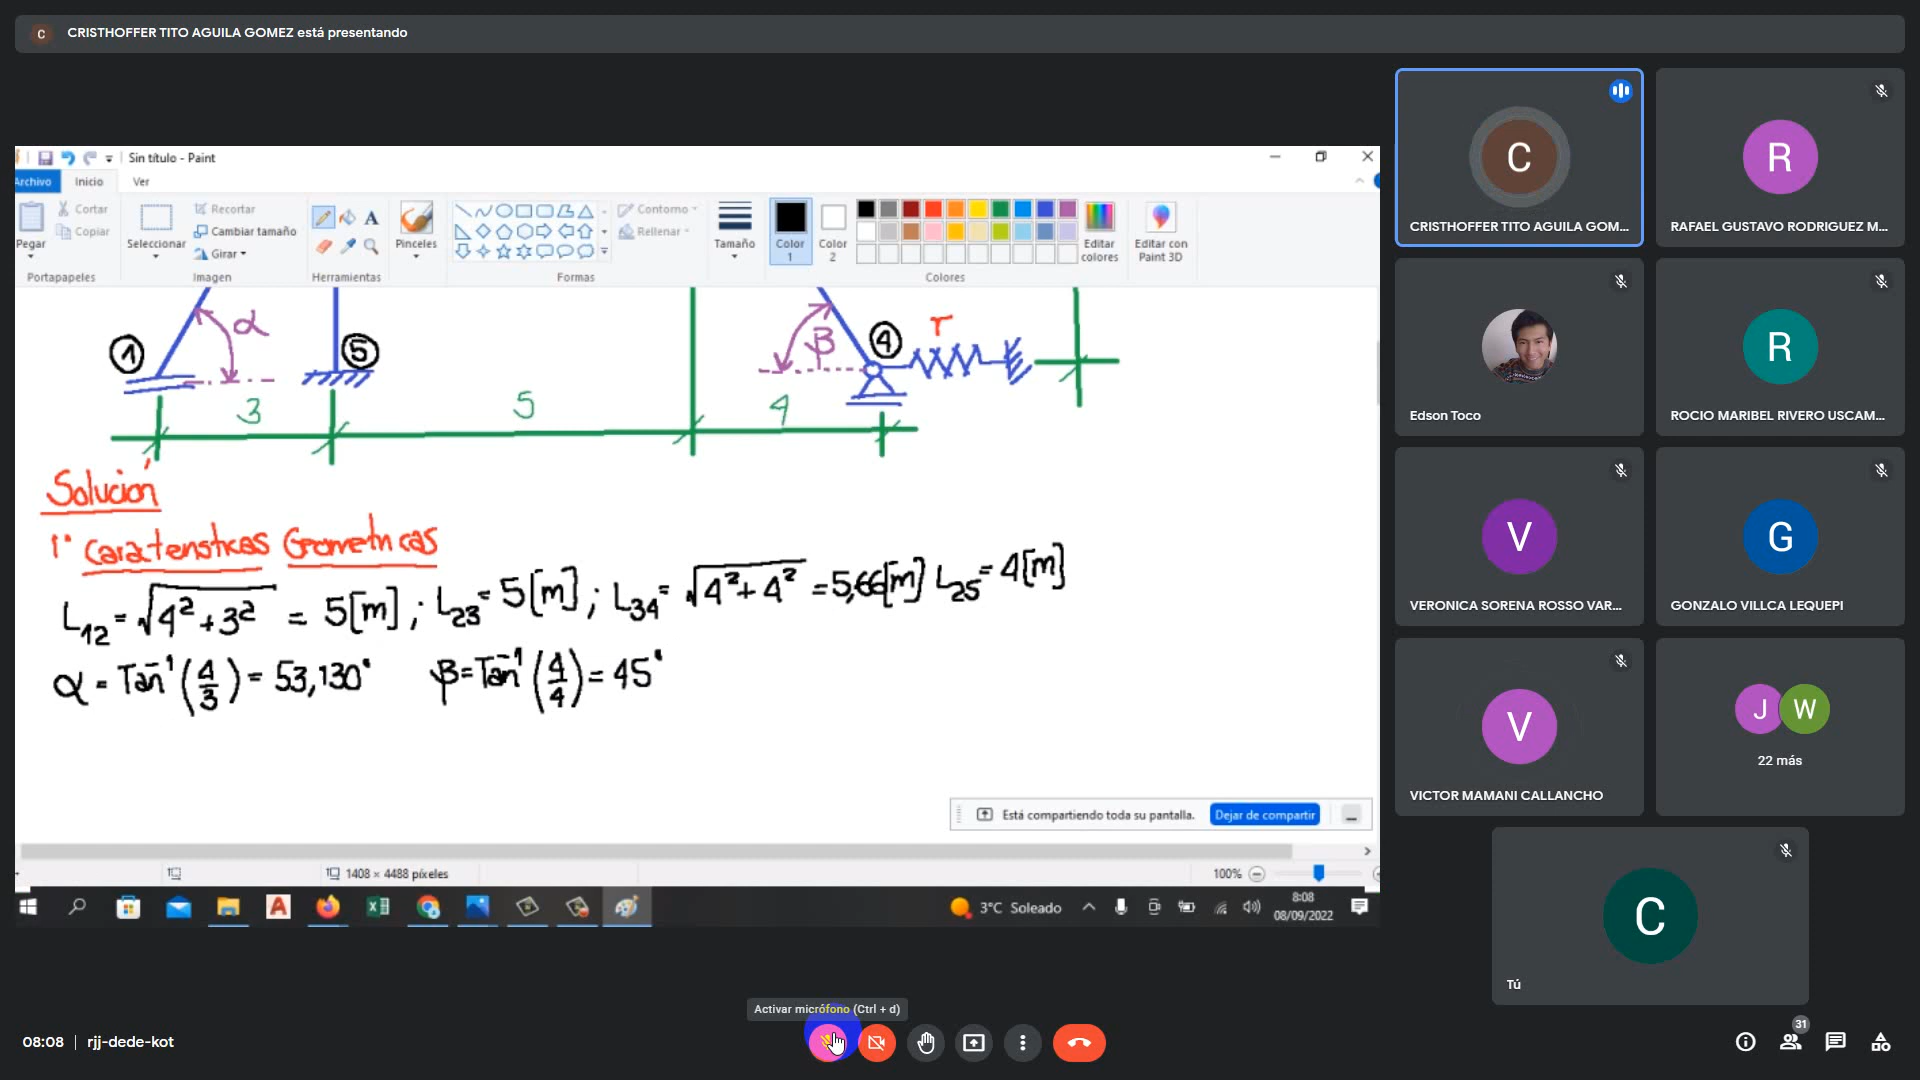 C CRISTHOFFER TITO AGUILA GOMEZ está presentando
Sin título - Paint
Archivo Inicio Ver
Pegar
Cortar
Copiar
Portapapeles
Seleccionar
Recortar
Cambiar tamaño
Girar
Imagen
A
Herramientas
Pinceles
Contorno
Rellenar
Formas
Tamaño
Color 1
Color 2
Editar colores
Colores
Editar con Paint 3D
1 α 5 β 4 r
3 5 4
Solución
1° Caracteristicas Geometricas
L12 = √4² + 3² = 5[m] ; L23 = 5[m] ; L34 = √4² + 4² = 5,66[m] L25 = 4[m]
α = Tan⁻¹ (4/3) = 53,130° β = Tan⁻¹ (4/4) = 45°
Está compartiendo toda su pantalla. Dejar de compartir
1408 × 4488 píxeles
100%
3°C Soleado
8:08
08/09/2022
C
CRISTHOFFER TITO AGUILA GOM...
R
RAFAEL GUSTAVO RODRIGUEZ M...
Edson Toco
R
ROCIO MARIBEL RIVERO USCAM...
V
VERONICA SORENA ROSSO VAR...
G
GONZALO VILLCA LEQUEPI
V
VICTOR MAMANI CALLANCHO
J W
22 más
C
Tú
Activar micrófono (Ctrl + d)
08:08 | rjj-dede-kot
31